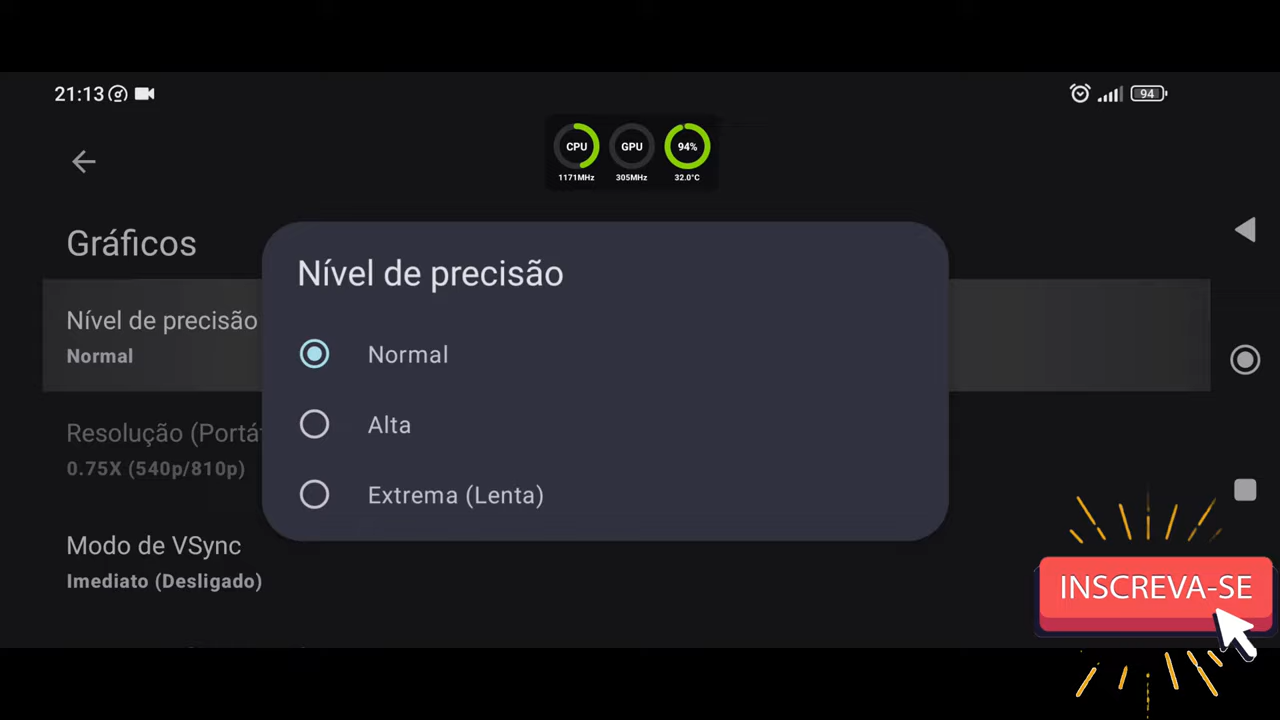 21:13
94
CPU GPU 94%
1171MHz 305MHz 32.0°C
Gráficos
Nível de precisão
Normal
Resolução (Portá
0.75X (540p/810p)
Modo de VSync
Imediato (Desligado)
Nível de precisão
Normal
Alta
Extrema (Lenta)
INSCREVA-SE